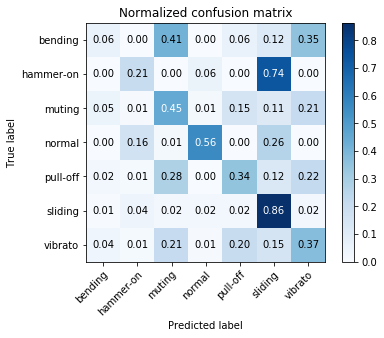 Normalized confusion matrix
bending 0.06 0.00 0.41 0.00 0.06 0.12 0.35
hammer-on 0.00 0.21 0.00 0.06 0.00 0.74 0.00
muting 0.05 0.01 0.45 0.01 0.15 0.11 0.21
normal 0.00 0.16 0.01 0.56 0.00 0.26 0.00
pull-off 0.02 0.01 0.28 0.00 0.34 0.12 0.22
sliding 0.01 0.04 0.02 0.02 0.02 0.86 0.02
vibrato 0.04 0.01 0.21 0.01 0.20 0.15 0.37
bending hammer-on muting normal pull-off sliding vibrato
True label
Predicted label
0.8
0.7
0.6
0.5
0.4
0.3
0.2
0.1
0.0